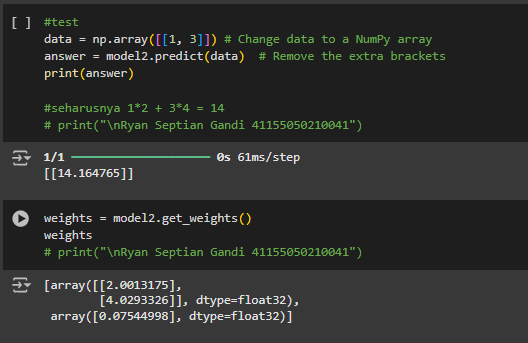 [ ] #test
data = np.array([[1, 3]]) # Change data to a NumPy array
answer = model2.predict(data)  # Remove the extra brackets
print(answer)

#seharusnya 1*2 + 3*4 = 14
# print("\nRyan Septian Gandi 41155050210041")
1/1 ━━━━━━━━━━━━━━━━━━━━ 0s 61ms/step
[[14.164765]]
weights = model2.get_weights()
weights
# print("\nRyan Septian Gandi 41155050210041")
[array([[2.0013175],
        [4.0293326]], dtype=float32),
 array([0.07544998], dtype=float32)]